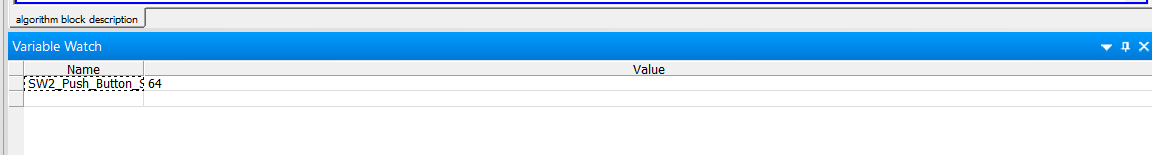 algorithm block description
Variable Watch
Name Value
SW2_Push_Button_S 64